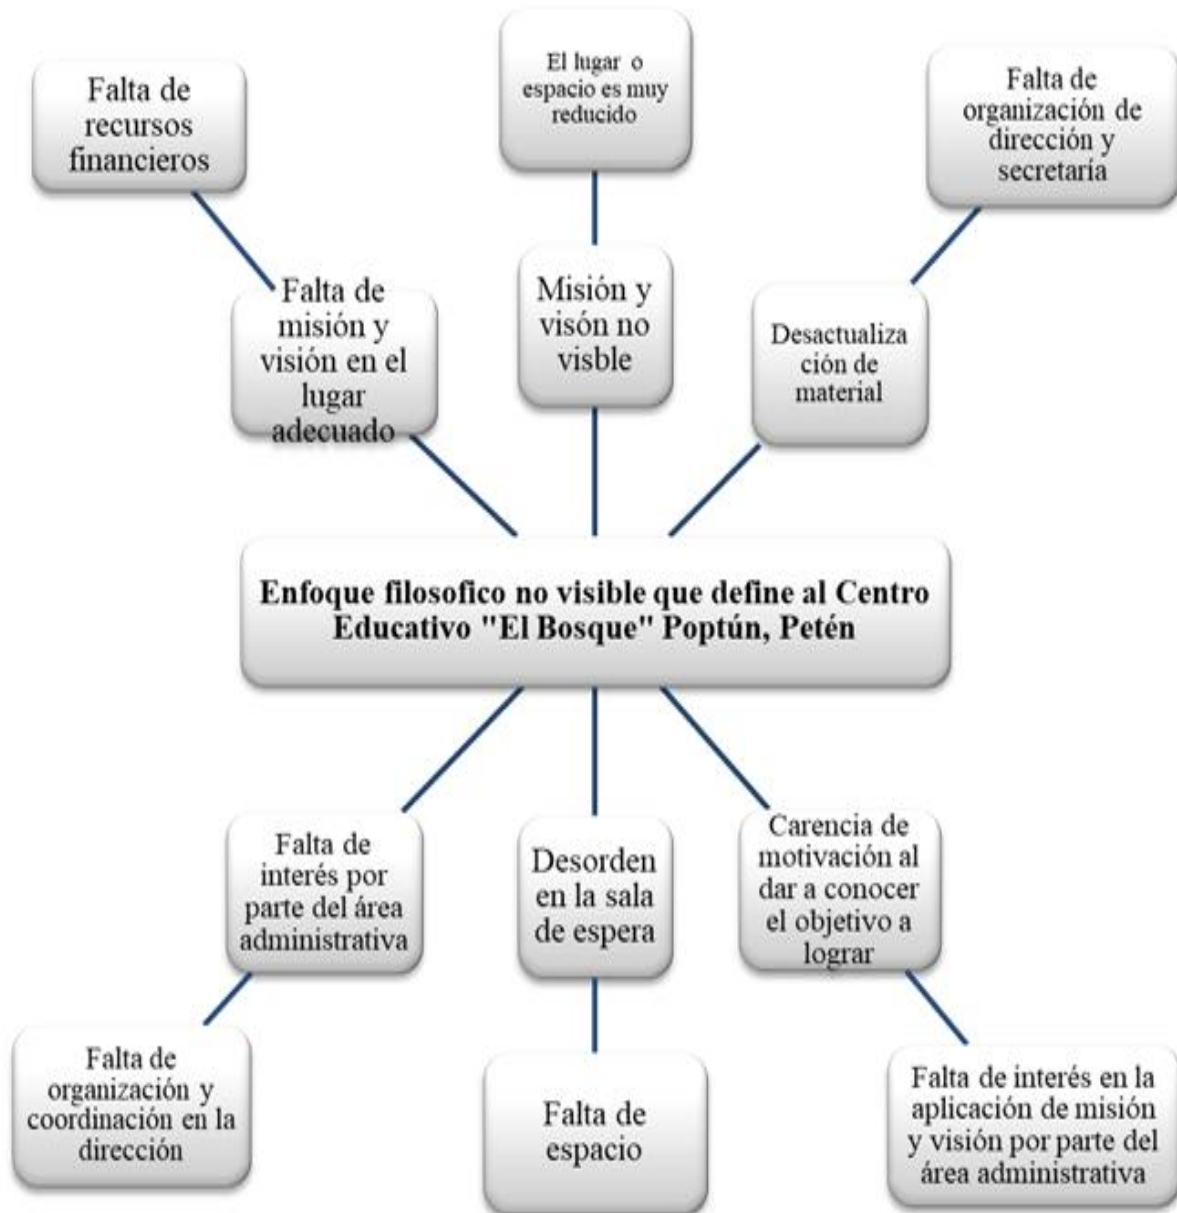 Falta de
recursos
financieros
El lugar o
espacio es muy
reducido
Falta de
organización de
dirección y
secretaría
Falta de
misión y
visión en el
lugar
adecuado
Misión y
visón no
visble
Desactualiza
ción de
material
Enfoque filosofico no visible que define al Centro
Educativo "El Bosque" Poptún, Petén
Falta de
interés por
parte del área
administrativa
Desorden
en la sala
de espera
Carencia de
motivación al
dar a conocer
el objetivo a
lograr
Falta de
organización y
coordinación en la
dirección
Falta de
espacio
Falta de interés en la
aplicación de misión
y visión por parte del
área administrativa